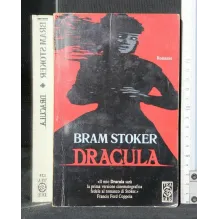 BRAM STOKER
DRACULA
Romanzo
BRAM STOKER
DRACULA
«Il mio Dracula sarà
la prima versione cinematografica
fedele al romanzo di Stoker.»
Francis Ford Coppola